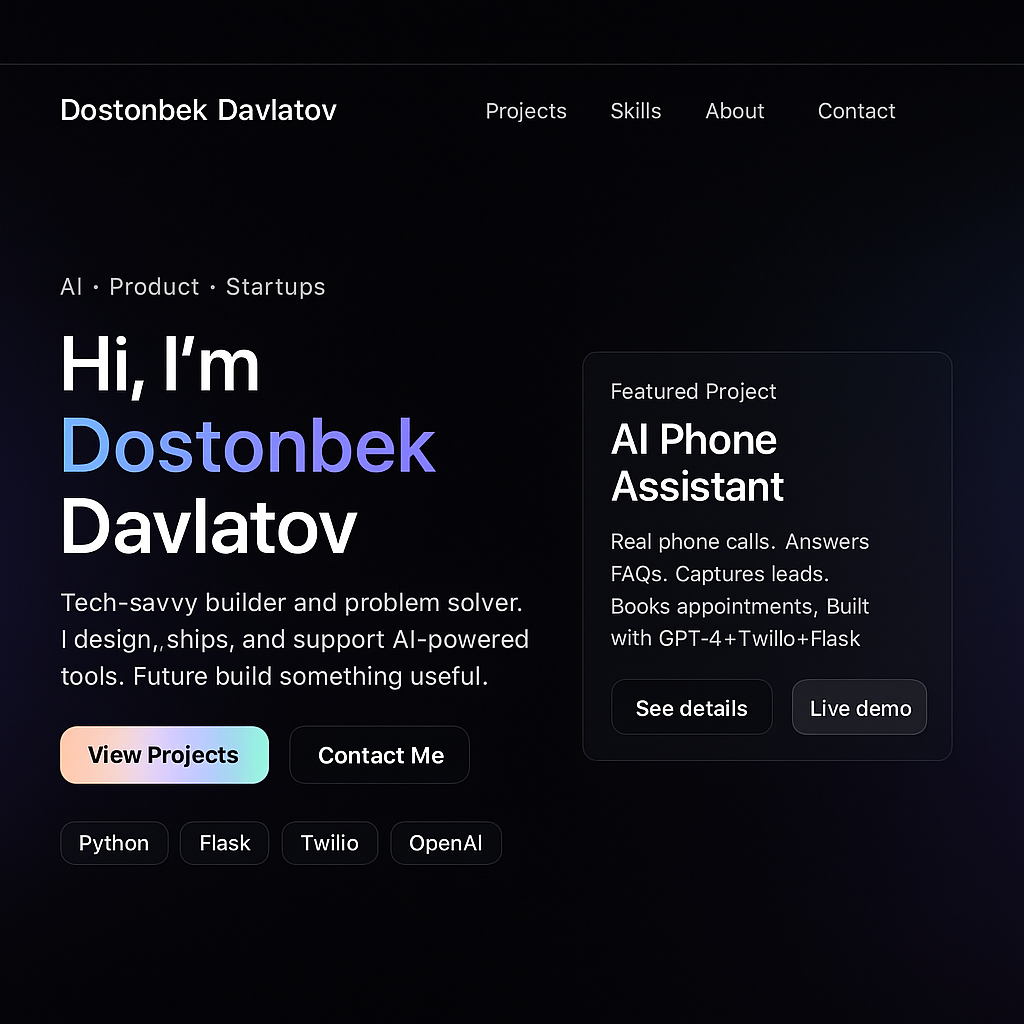 Dostonbek Davlatov
Projects Skills About Contact
AI · Product · Startups
Hi, I’m
Dostonbek
Davlatov
Tech-savvy builder and problem solver.
I design,,ships, and support AI-powered
tools. Future build something useful.
View Projects Contact Me
Python Flask Twilio OpenAI
Featured Project
AI Phone
Assistant
Real phone calls. Answers
FAQs. Captures leads.
Books appointments, Built
with GPT-4+Twillo+Flask
See details Live demo